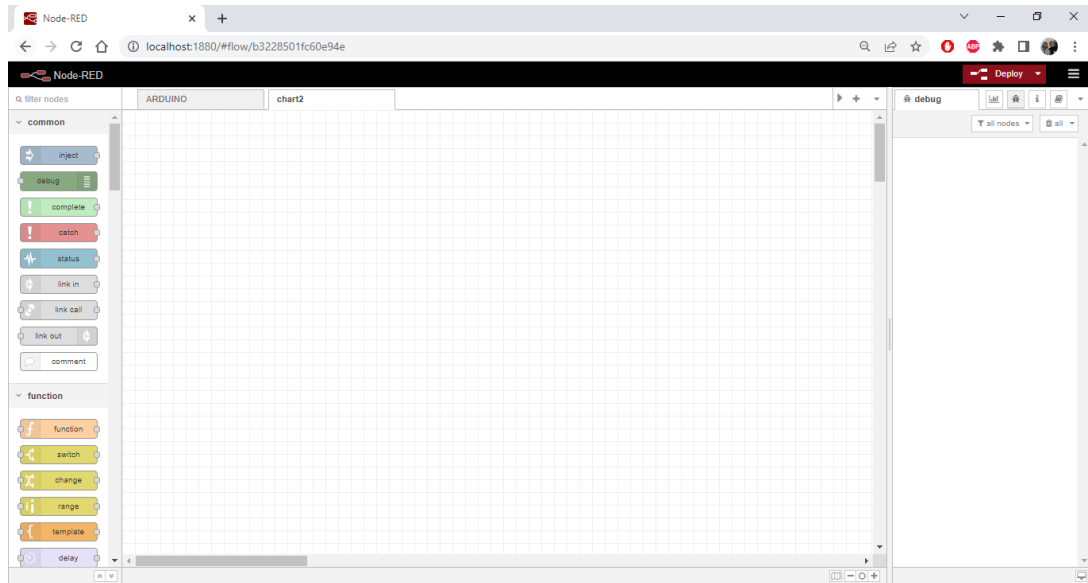 Node-RED
localhost:1880/#flow/b3228501fc60e94e
ABP
Node-RED
Deploy
filter nodes
ARDUINO
chart2
debug
i
common
all nodes
all
inject
debug
complete
catch
status
link in
link call
link out
comment
function
function
switch
change
range
template
delay